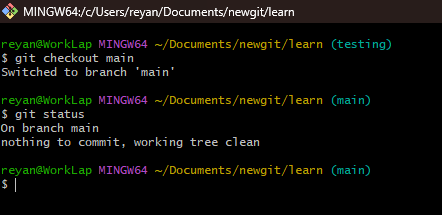 MINGW64:/c/Users/reyan/Documents/newgit/learn
reyan@WorkLap MINGW64 ~/Documents/newgit/learn (testing)
$ git checkout main
Switched to branch 'main'
reyan@WorkLap MINGW64 ~/Documents/newgit/learn (main)
$ git status
On branch main
nothing to commit, working tree clean
reyan@WorkLap MINGW64 ~/Documents/newgit/learn (main)
$